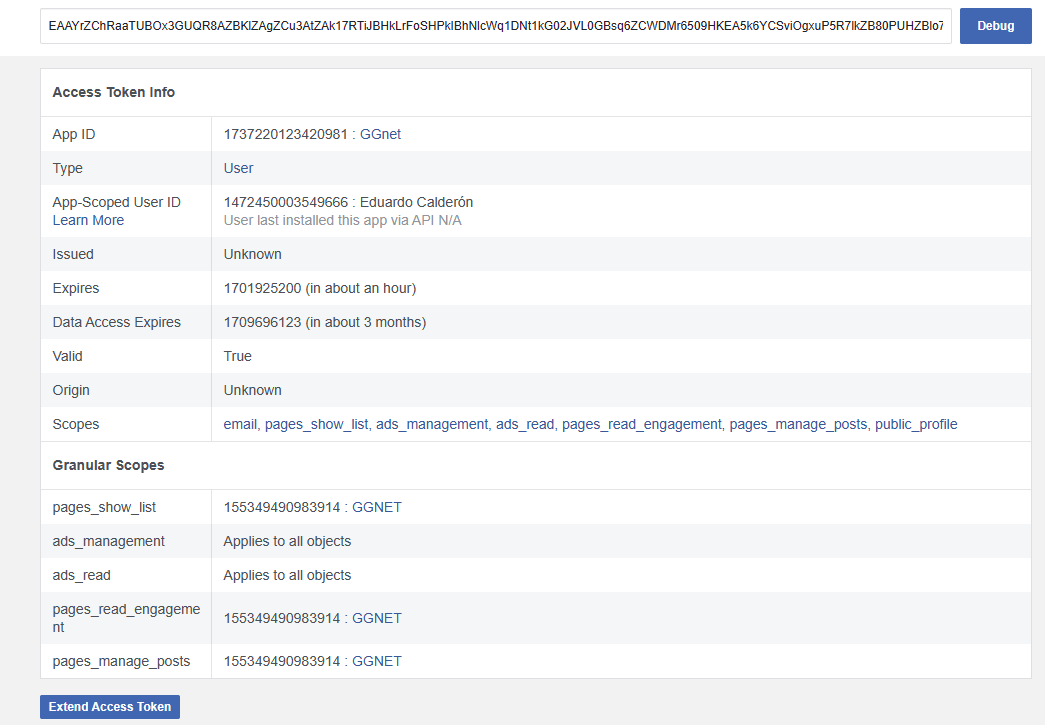 EAAYrZChRaaTUBOx3GUQR8AZBKlZAgZCu3AtZAk17RTiJBHkLrFoSHPkIBhNlcWq1DNt1kG02JVL0GBsq6ZCWDMr6509HKEA5k6YCSviOgxuP5R7lkZB80PUHZBlo7
Debug
Access Token Info
App ID 1737220123420981 : GGnet
Type User
App-Scoped User ID 1472450003549666 : Eduardo Calderón
Learn More User last installed this app via API N/A
Issued Unknown
Expires 1701925200 (in about an hour)
Data Access Expires 1709696123 (in about 3 months)
Valid True
Origin Unknown
Scopes email, pages_show_list, ads_management, ads_read, pages_read_engagement, pages_manage_posts, public_profile
Granular Scopes
pages_show_list 155349490983914 : GGNET
ads_management Applies to all objects
ads_read Applies to all objects
pages_read_engageme
nt 155349490983914 : GGNET
pages_manage_posts 155349490983914 : GGNET
Extend Access Token